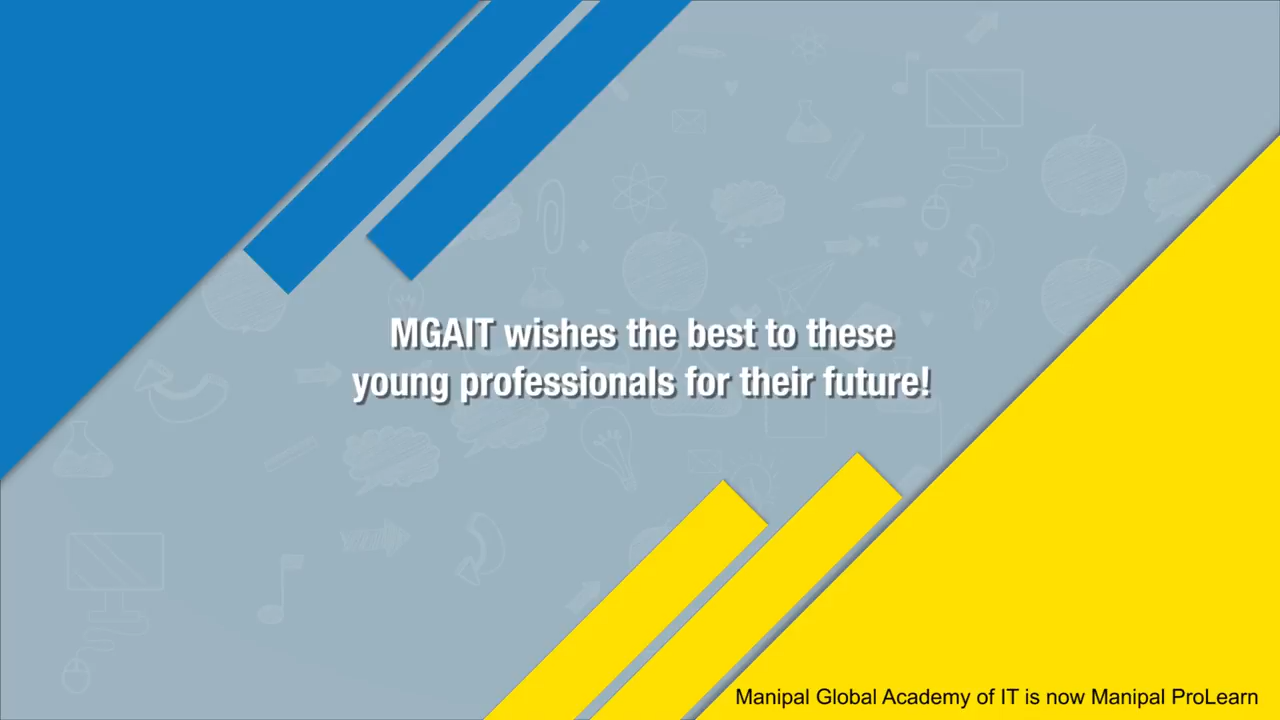 MGAIT wishes the best to these
young professionals for their future!
Manipal Global Academy of IT is now Manipal ProLearn